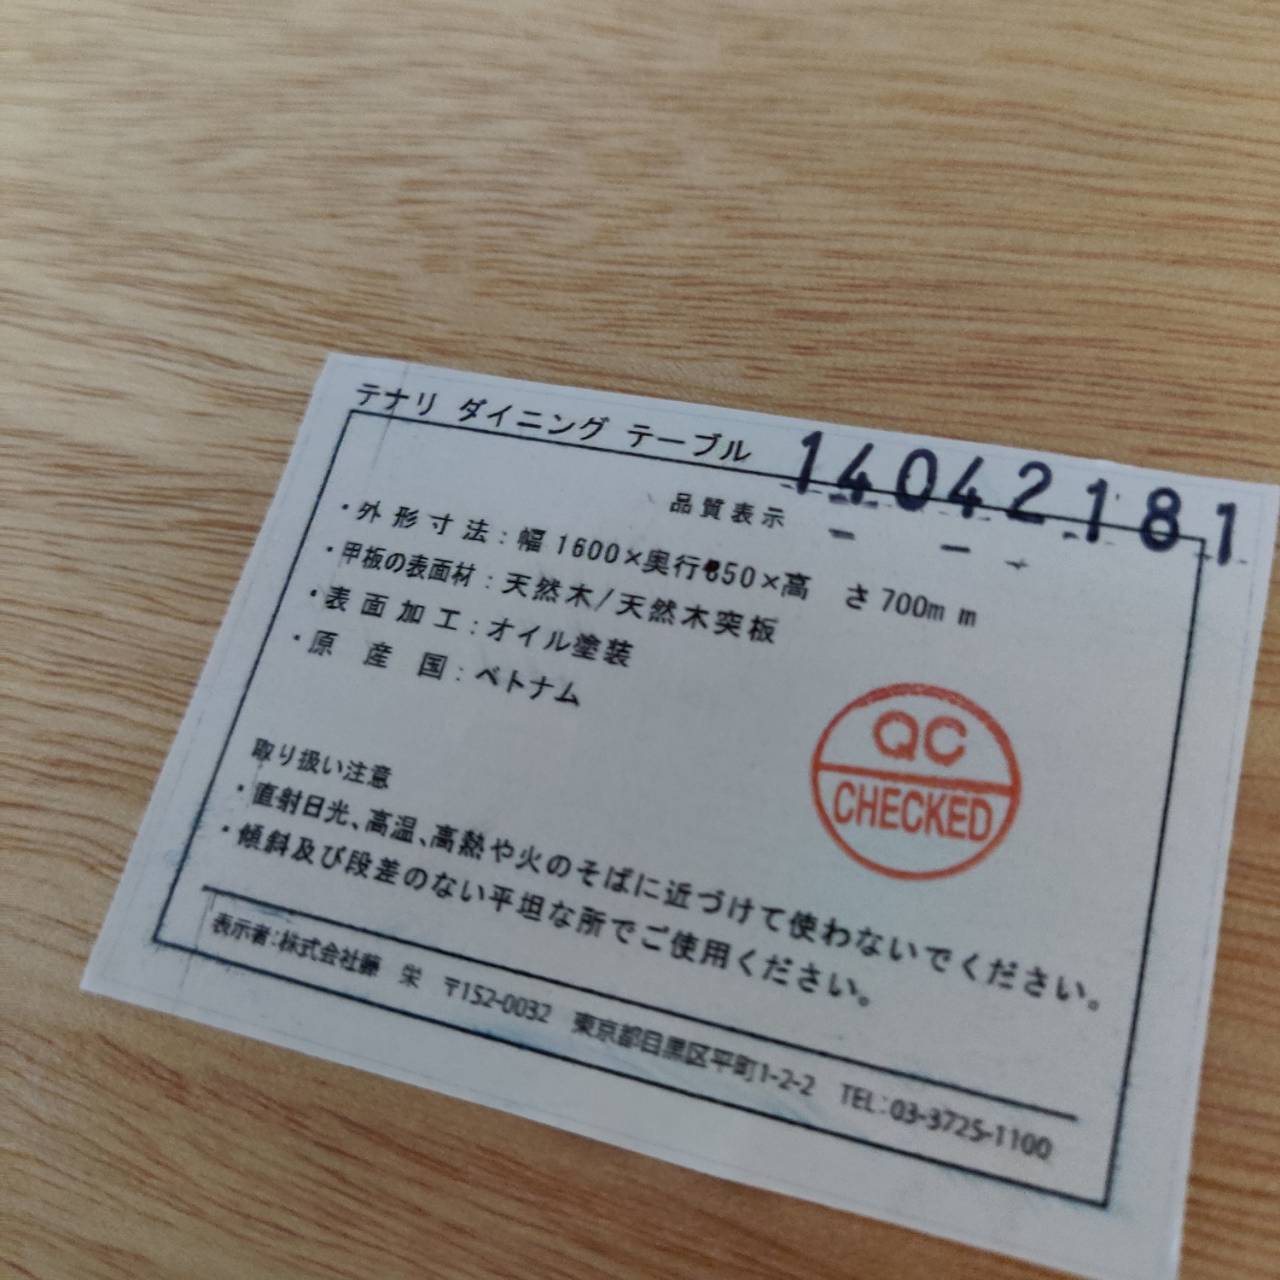 テナリ ダイニング テーブル
14042181
品質表示
・外形寸法：幅1600×奥行850×高　さ700mm
・甲板の表面材：天然木/天然木突板
・表面加工：オイル塗装
・原産国：ベトナム
QC
CHECKED
取り扱い注意
・直射日光、高温、高熱や火のそばに近づけて使わないでください。
・傾斜及び段差のない平坦な所でご使用ください。
表示者：株式会社藤　栄　〒152-0032　東京都目黒区平町1-2-2　TEL：03-3725-1100